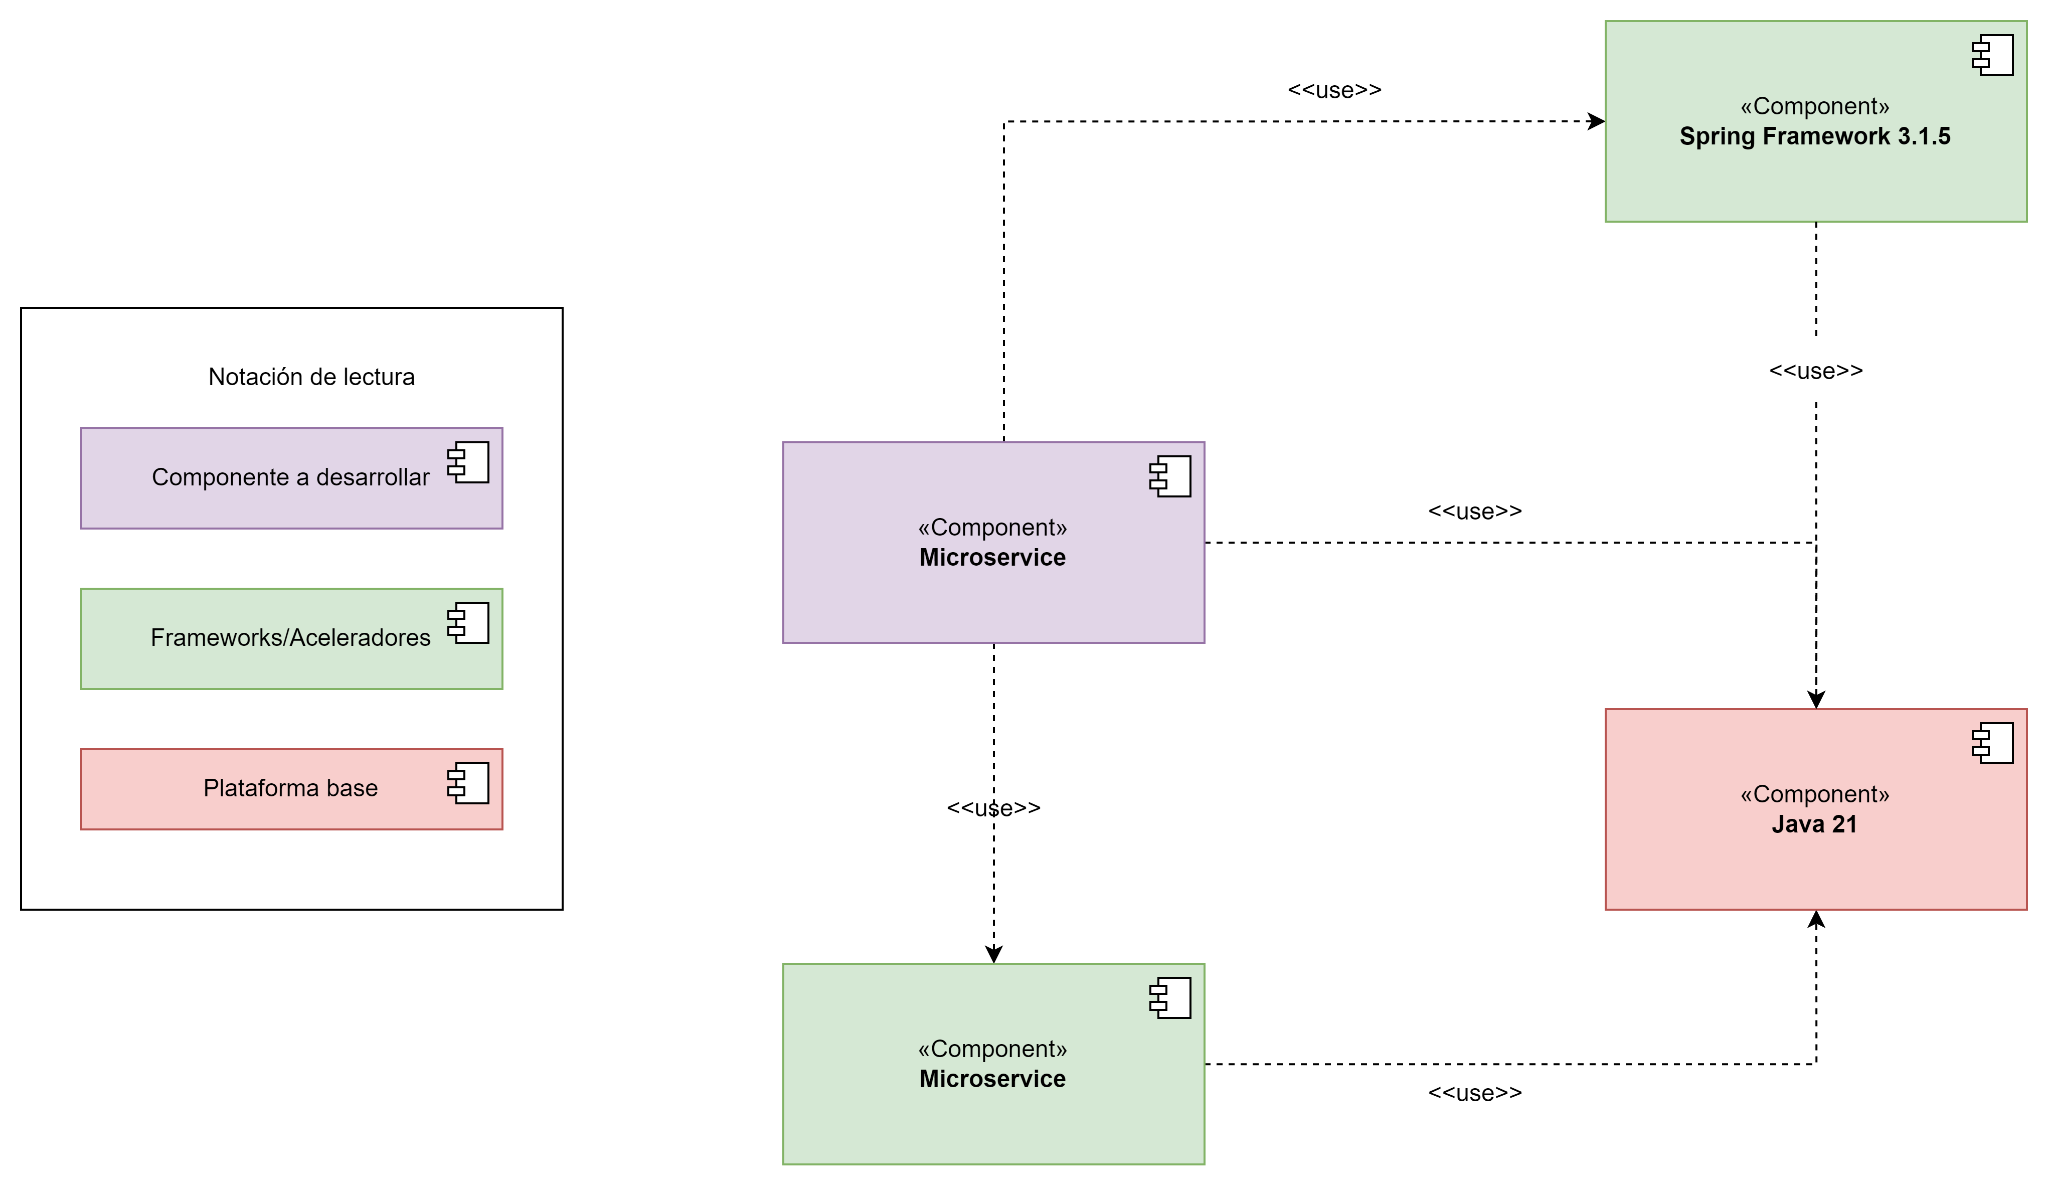 <<use>>
«Component»
Spring Framework 3.1.5
<<use>>
Notación de lectura
Componente a desarrollar
Frameworks/Aceleradores
Plataforma base
«Component»
Microservice
<<use>>
<<use>>
«Component»
Java 21
«Component»
Microservice
<<use>>